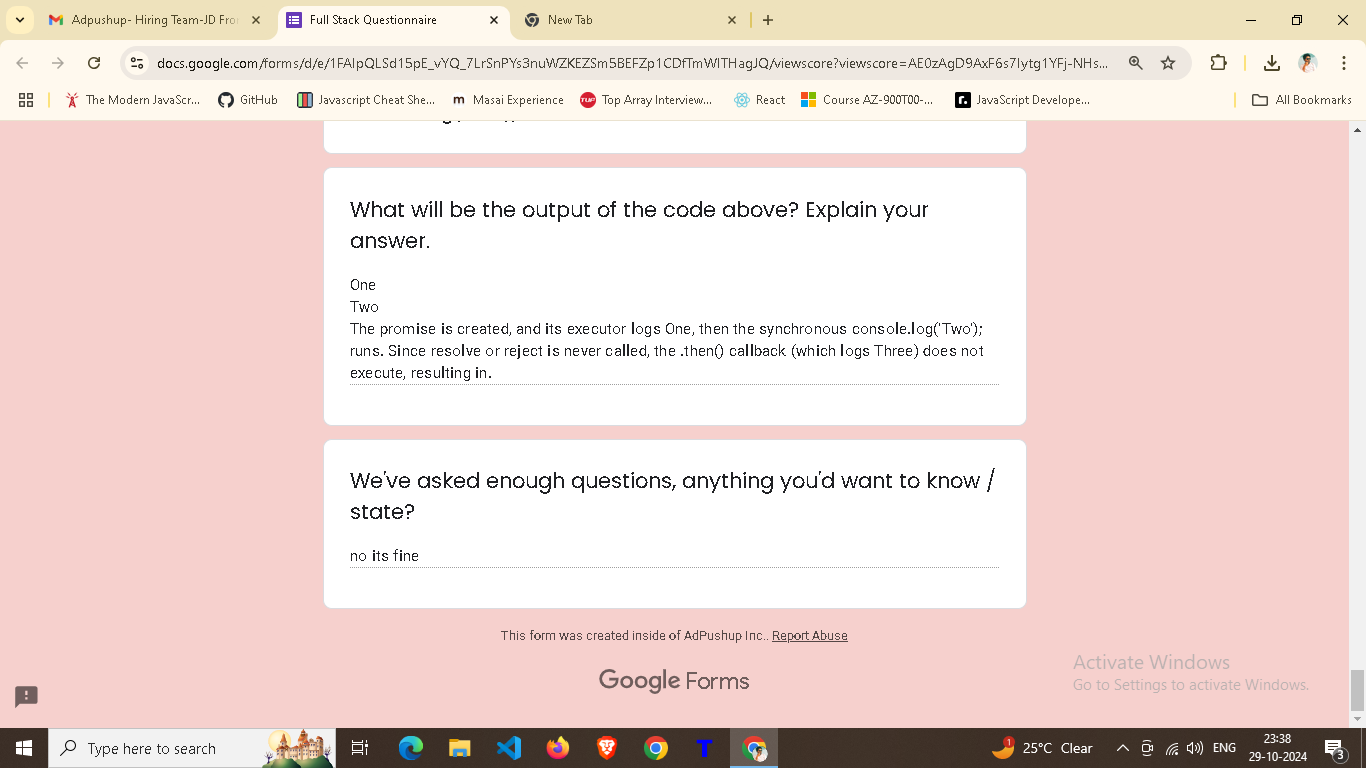 Adpushup- Hiring Team-JD Fro
Full Stack Questionnaire
New Tab
docs.google.com/forms/d/e/1FAIpQLSd15pE_vYQ_7LrSnPYs3nuWZKEZSm5BEFZp1CDfTmWITHagJQ/viewscore?viewscore=AE0zAgD9AxF6s7Iytg1YFj-NHs...
The Modern JavaScr...
GitHub
Javascript Cheat She...
Masai Experience
Top Array Interview...
React
Course AZ-900T00-...
JavaScript Develope...
All Bookmarks
What will be the output of the code above? Explain your
answer.
One
Two
The promise is created, and its executor logs One, then the synchronous console.log('Two');
runs. Since resolve or reject is never called, the .then() callback (which logs Three) does not
execute, resulting in.
We've asked enough questions, anything you'd want to know /
state?
no its fine
This form was created inside of AdPushup Inc.. Report Abuse
Google Forms
Activate Windows
Go to Settings to activate Windows.
Type here to search
1
25°C Clear
ENG
23:38
29-10-2024
3